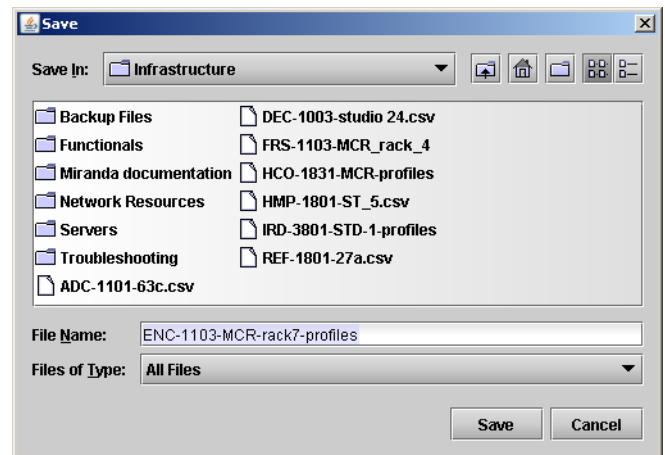 Save
Save In: Infrastructure
Backup Files
Functionals
Miranda documentation
Network Resources
Servers
Troubleshooting
ADC-1101-63c.csv
DEC-1003-studio 24.csv
FRS-1103-MCR_rack_4
HCO-1831-MCR-profiles
HMP-1801-ST_5.csv
IRD-3801-STD-1-profiles
REF-1801-27a.csv
File Name: ENC-1103-MCR-rack7-profiles
Files of Type: All Files
Save Cancel